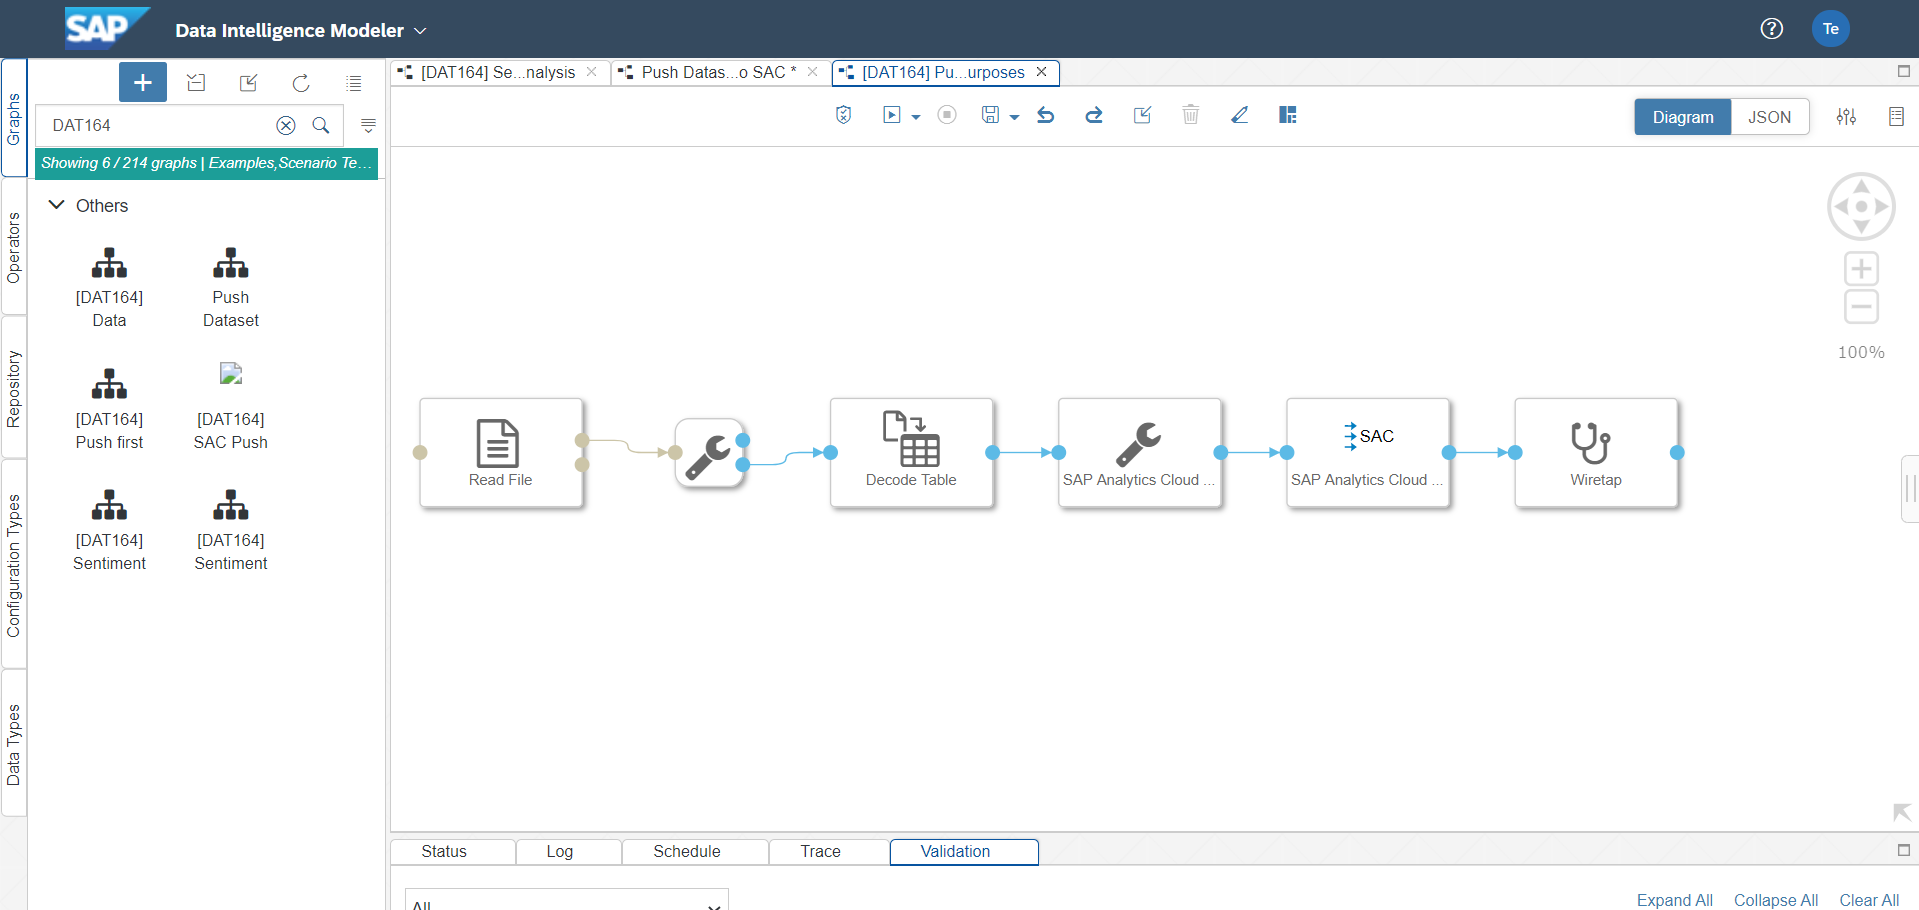 SAP
Data Intelligence Modeler
Te
Graphs
Operators
Repository
Configuration Types
Data Types
DAT164
Showing 6 / 214 graphs | Examples,Scenario Te...
Others
[DAT164]
Data
Push
Dataset
[DAT164]
Push first
[DAT164]
SAC Push
[DAT164]
Sentiment
[DAT164]
Sentiment
[DAT164] Se...nalysis
Push Datas...o SAC *
[DAT164] Pu...urposes
Diagram
JSON
100%
Read File
Decode Table
SAP Analytics Cloud ...
SAC
SAP Analytics Cloud ...
Wiretap
Status
Log
Schedule
Trace
Validation
All
Expand All
Collapse All
Clear All